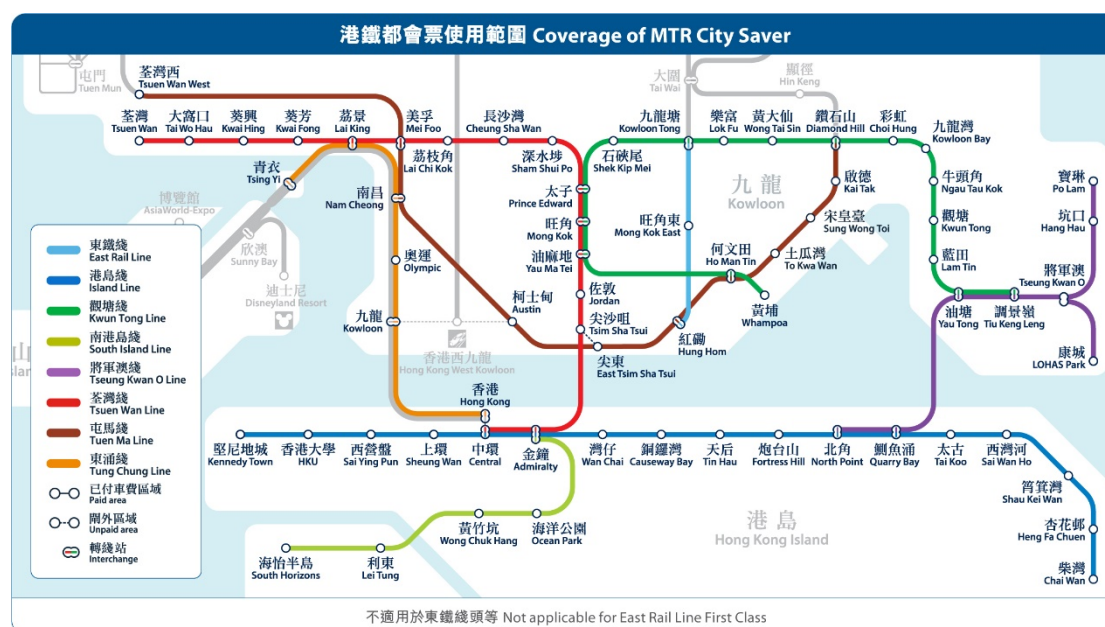 港鐵都會票使用範圍 Coverage of MTR City Saver
屯門
Tuen Mun
荃灣西
Tsuen Wan West
大圍
Tai Wai
顯徑
Hin Keng
荃灣
Tsuen Wan
大窩口
Tai Wo Hau
葵興
Kwai Hing
葵芳
Kwai Fong
荔景
Lai King
美孚
Mei Foo
荔枝角
Lai Chi Kok
長沙灣
Cheung Sha Wan
深水埗
Sham Shui Po
九龍塘
Kowloon Tong
樂富
Lok Fu
黃大仙
Wong Tai Sin
鑽石山
Diamond Hill
彩虹
Choi Hung
九龍灣
Kowloon Bay
石硤尾
Shek Kip Mei
青衣
Tsing Yi
南昌
Nam Cheong
太子
Prince Edward
九龍
Kowloon
啟德
Kai Tak
牛頭角
Ngau Tau Kok
寶琳
Po Lam
博覽館
AsiaWorld-Expo
旺角
Mong Kok
旺角東
Mong Kok East
宋皇臺
Sung Wong Toi
觀塘
Kwun Tong
坑口
Hang Hau
欣澳
Sunny Bay
奧運
Olympic
油麻地
Yau Ma Tei
何文田
Ho Man Tin
土瓜灣
To Kwa Wan
藍田
Lam Tin
將軍澳
Tseung Kwan O
迪士尼
Disneyland Resort
九龍
Kowloon
柯士甸
Austin
佐敦
Jordan
黃埔
Whampoa
油塘
Yau Tong
調景嶺
Tiu Keng Leng
香港西九龍
Hong Kong West Kowloon
尖沙咀
Tsim Sha Tsui
尖東
East Tsim Sha Tsui
紅磡
Hung Hom
康城
LOHAS Park
山
Island
東鐵綫
East Rail Line
港島綫
Island Line
觀塘綫
Kwun Tong Line
南港島綫
South Island Line
將軍澳綫
Tseung Kwan O Line
荃灣綫
Tsuen Wan Line
屯馬綫
Tuen Ma Line
東涌綫
Tung Chung Line
已付車費區域
Paid area
閘外區域
Unpaid area
轉綫站
Interchange
香港
Hong Kong
堅尼地城
Kennedy Town
香港大學
HKU
西營盤
Sai Ying Pun
上環
Sheung Wan
中環
Central
金鐘
Admiralty
灣仔
Wan Chai
銅鑼灣
Causeway Bay
天后
Tin Hau
炮台山
Fortress Hill
北角
North Point
鰂魚涌
Quarry Bay
太古
Tai Koo
西灣河
Sai Wan Ho
筲箕灣
Shau Kei Wan
杏花邨
Heng Fa Chuen
柴灣
Chai Wan
黃竹坑
Wong Chuk Hang
海洋公園
Ocean Park
港島
Hong Kong Island
海怡半島
South Horizons
利東
Lei Tung
不適用於東鐵綫頭等 Not applicable for East Rail Line First Class